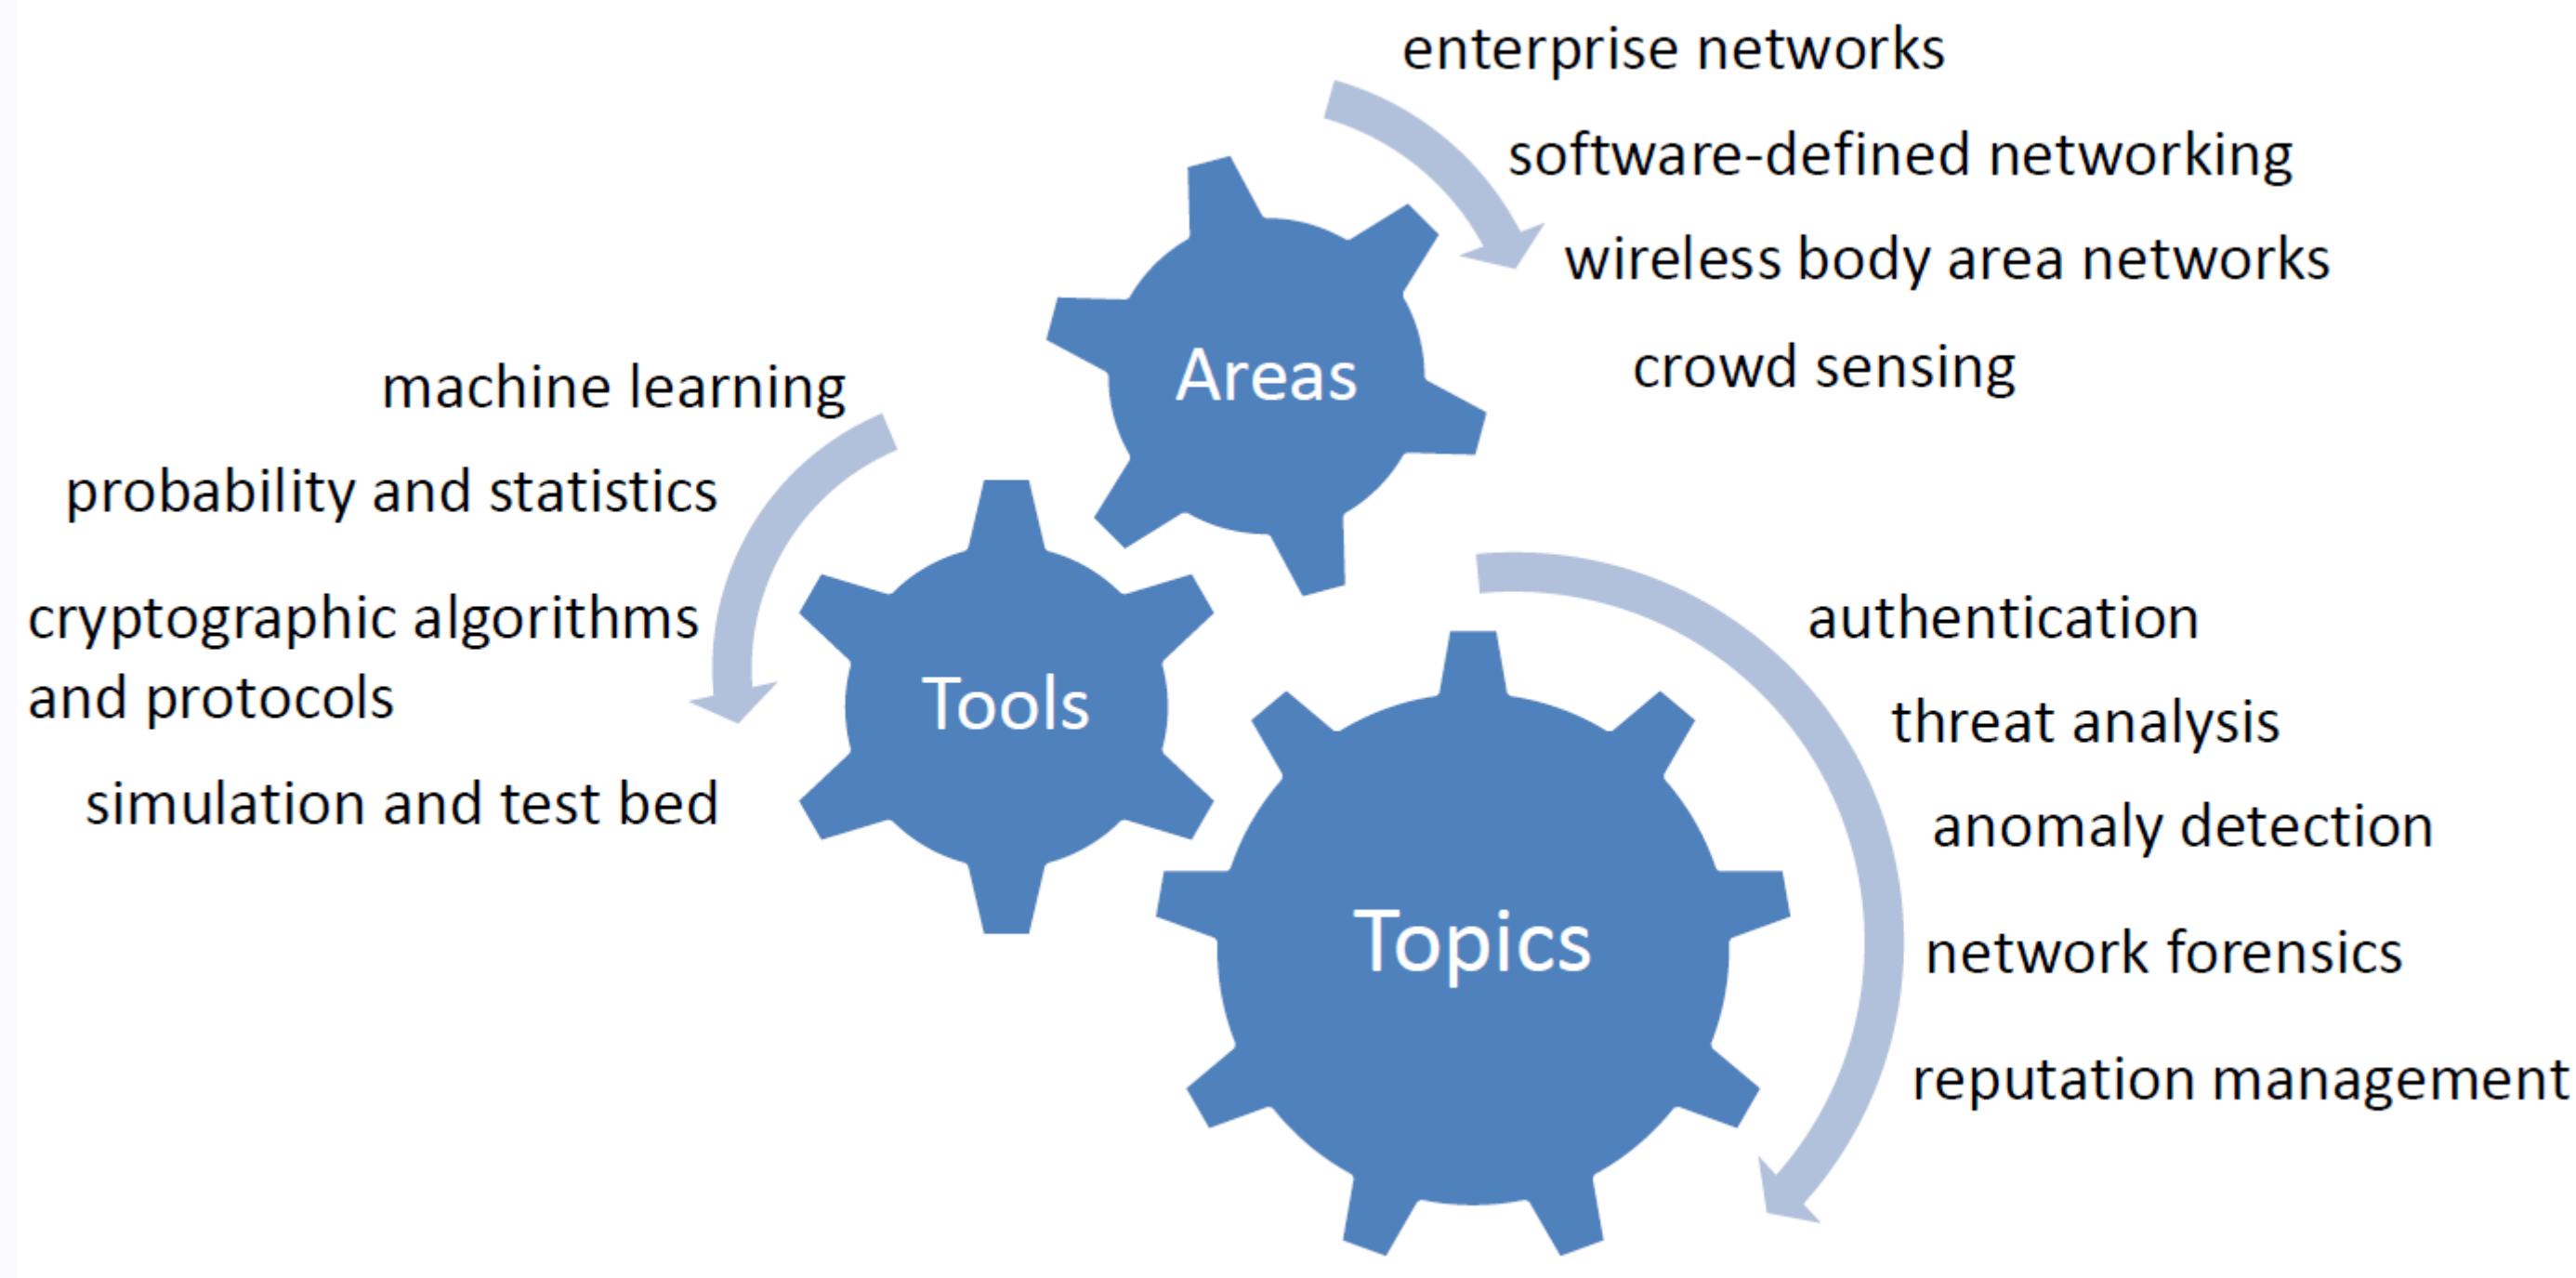 enterprise networks
software-defined networking
wireless body area networks
crowd sensing
Areas
machine learning
probability and statistics
cryptographic algorithms
and protocols
simulation and test bed
Tools
authentication
threat analysis
anomaly detection
network forensics
reputation management
Topics